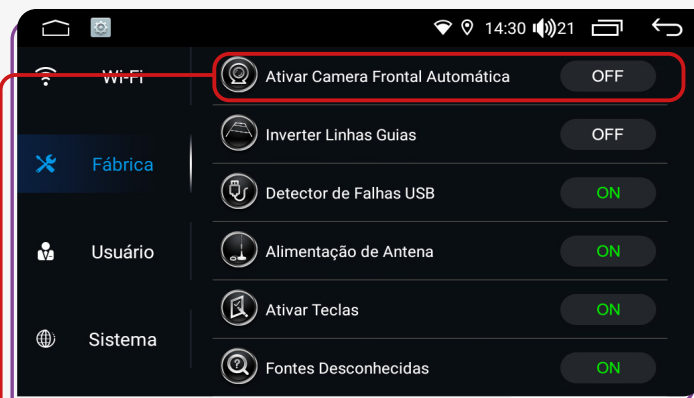 14:30 21
Wi-Fi
Fábrica
Usuário
Sistema
Ativar Camera Frontal Automática OFF
Inverter Linhas Guias OFF
Detector de Falhas USB ON
Alimentação de Antena ON
Ativar Teclas ON
Fontes Desconhecidas ON